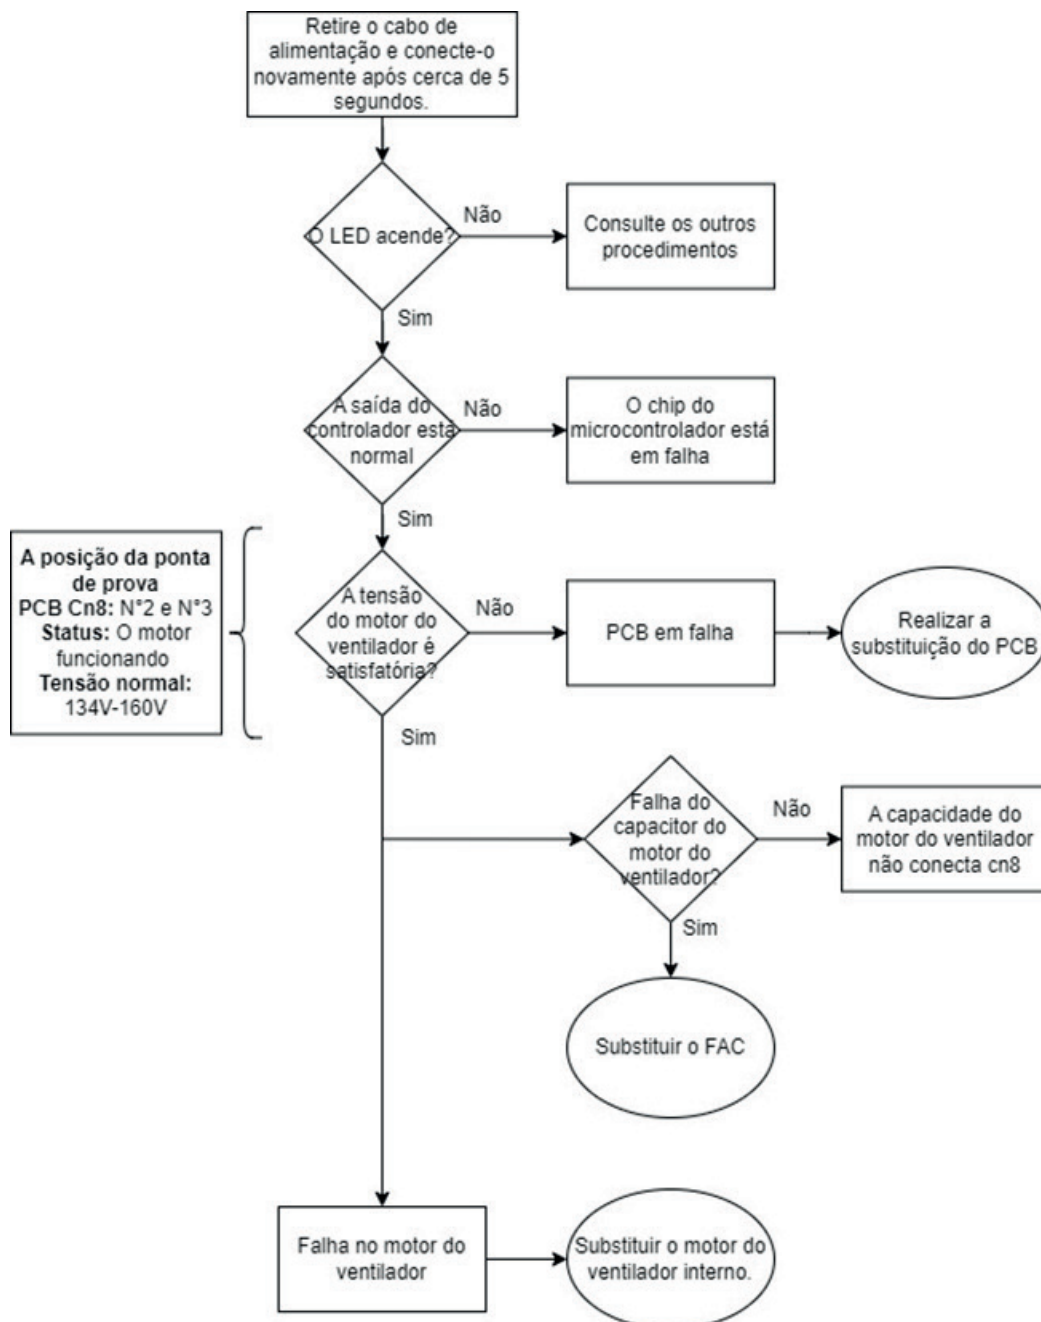 Retire o cabo de
alimentação e conecte-o
novamente após cerca de 5
segundos.
O LED acende?
Não
Consulte os outros
procedimentos
Sim
A saída do
controlador está
normal
Não
O chip do
microcontrolador está
em falha
Sim
A posição da ponta
de prova
PCB Cn8: N°2 e N°3
Status: O motor
funcionando
Tensão normal:
134V-160V
A tensão
do motor do
ventilador é
satisfatória?
Não
PCB em falha
Realizar a
substituição do PCB
Sim
Falha do
capacitor do
motor do
ventilador?
Não
A capacidade do
motor do ventilador
não conecta cn8
Sim
Substituir o FAC
Falha no motor do
ventilador
Substituir o motor do
ventilador interno.